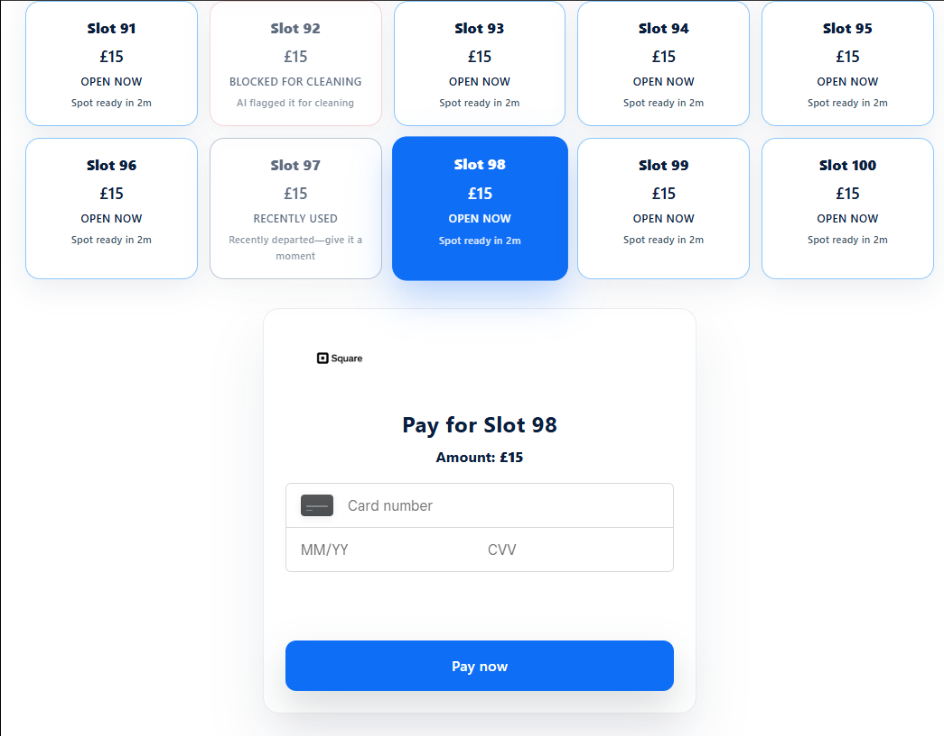 Slot 91
£15
OPEN NOW
Spot ready in 2m
Slot 92
£15
BLOCKED FOR CLEANING
AI flagged it for cleaning
Slot 93
£15
OPEN NOW
Spot ready in 2m
Slot 94
£15
OPEN NOW
Spot ready in 2m
Slot 95
£15
OPEN NOW
Spot ready in 2m
Slot 96
£15
OPEN NOW
Spot ready in 2m
Slot 97
£15
RECENTLY USED
Recently departed—give it a
moment
Slot 98
£15
OPEN NOW
Spot ready in 2m
Slot 99
£15
OPEN NOW
Spot ready in 2m
Slot 100
£15
OPEN NOW
Spot ready in 2m
Square
Pay for Slot 98
Amount: £15
Card number
MM/YY CVV
Pay now